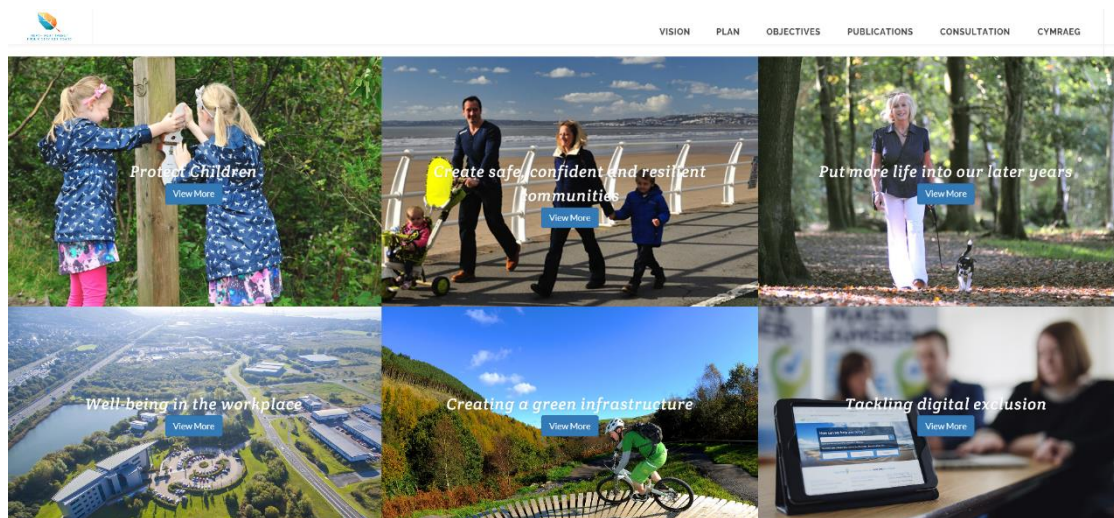 VISION PLAN OBJECTIVES PUBLICATIONS CONSULTATION CYMRAEG
Protect Children
View More
Create safe, confident and resilient
communities
View More
Put more life into our later years
View More
Well-being in the workplace
View More
Creating a green infrastructure
View More
Tackling digital exclusion
View More